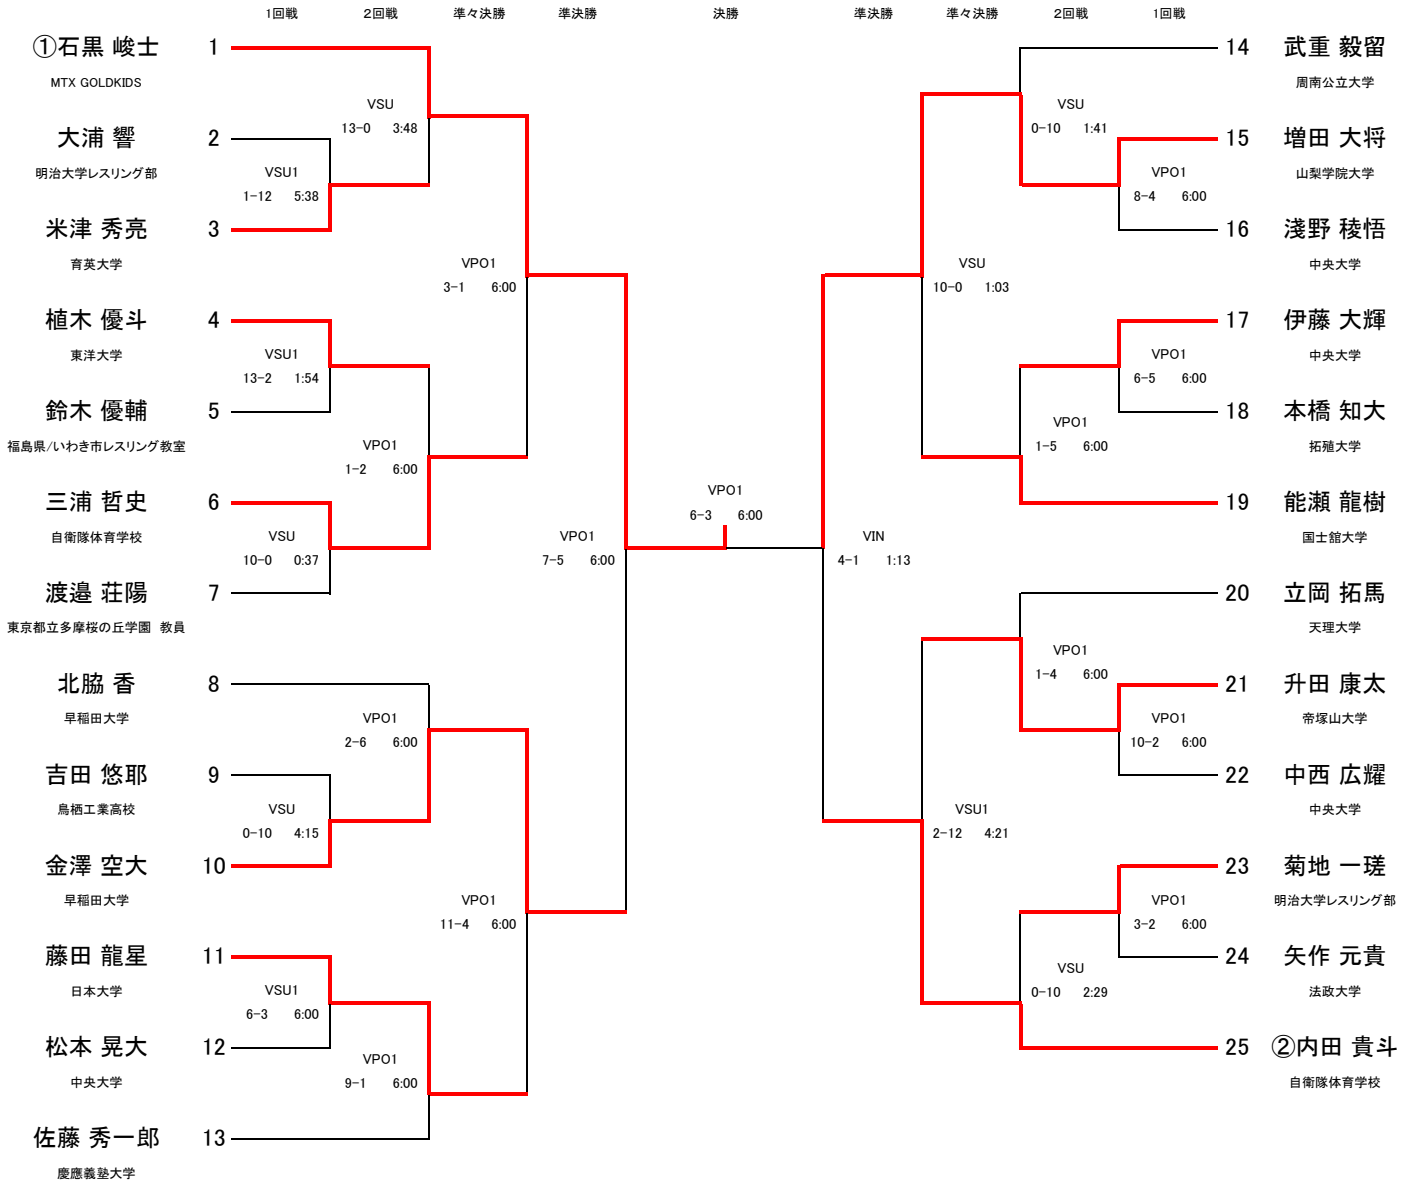 1回戦 2回戦 準々決勝 準決勝 決勝 準決勝 準々決勝 2回戦 1回戦
①石黒 峻士 1
MTX GOLDKIDS
大浦 響 2
明治大学レスリング部
米津 秀亮 3
育英大学
植木 優斗 4
東洋大学
鈴木 優輔 5
福島県/いわき市レスリング教室
三浦 哲史 6
自衛隊体育学校
渡邉 荘陽 7
東京都立多摩桜の丘学園 教員
北脇 香 8
早稲田大学
吉田 悠耶 9
鳥栖工業高校
金澤 空大 10
早稲田大学
藤田 龍星 11
日本大学
松本 晃大 12
中央大学
佐藤 秀一郎 13
慶應義塾大学
VSU1
1-12 5:38
VSU1
13-2 1:54
VSU
10-0 0:37
VSU
0-10 4:15
VSU1
6-3 6:00
VSU
13-0 3:48
VPO1
1-2 6:00
VPO1
2-6 6:00
VPO1
9-1 6:00
VPO1
3-1 6:00
VPO1
11-4 6:00
VPO1
7-5 6:00
VPO1
6-3 6:00
VIN
4-1 1:13
VSU
10-0 1:03
VSU1
2-12 4:21
VSU
0-10 1:41
VPO1
1-5 6:00
VPO1
1-4 6:00
VSU
0-10 2:29
VPO1
8-4 6:00
VPO1
6-5 6:00
VPO1
10-2 6:00
VPO1
3-2 6:00
14 武重 毅留
周南公立大学
15 増田 大将
山梨学院大学
16 淺野 稜悟
中央大学
17 伊藤 大輝
中央大学
18 本橋 知大
拓殖大学
19 能瀬 龍樹
国士舘大学
20 立岡 拓馬
天理大学
21 升田 康太
帝塚山大学
22 中西 広耀
中央大学
23 菊地 一瑳
明治大学レスリング部
24 矢作 元貴
法政大学
25 ②内田 貴斗
自衛隊体育学校